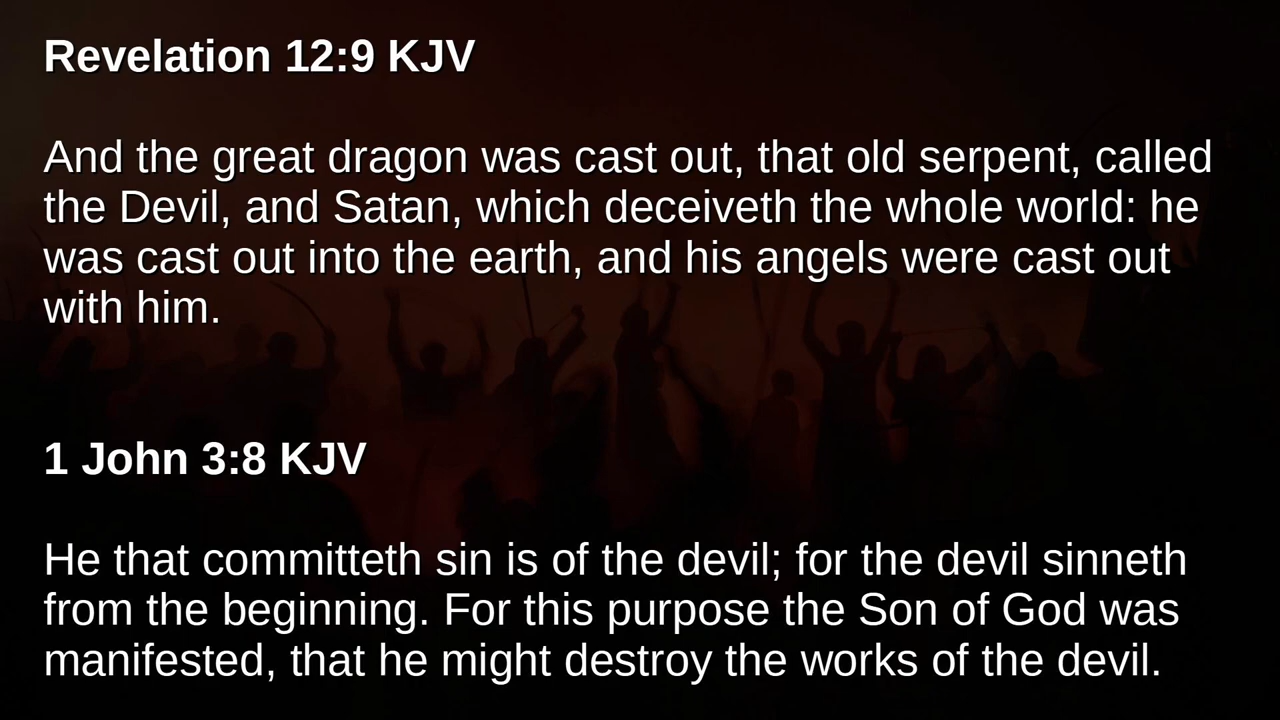 Revelation 12:9 KJV
And the great dragon was cast out, that old serpent, called
the Devil, and Satan, which deceiveth the whole world: he
was cast out into the earth, and his angels were cast out
with him.
1 John 3:8 KJV
He that committeth sin is of the devil; for the devil sinneth
from the beginning. For this purpose the Son of God was
manifested, that he might destroy the works of the devil.